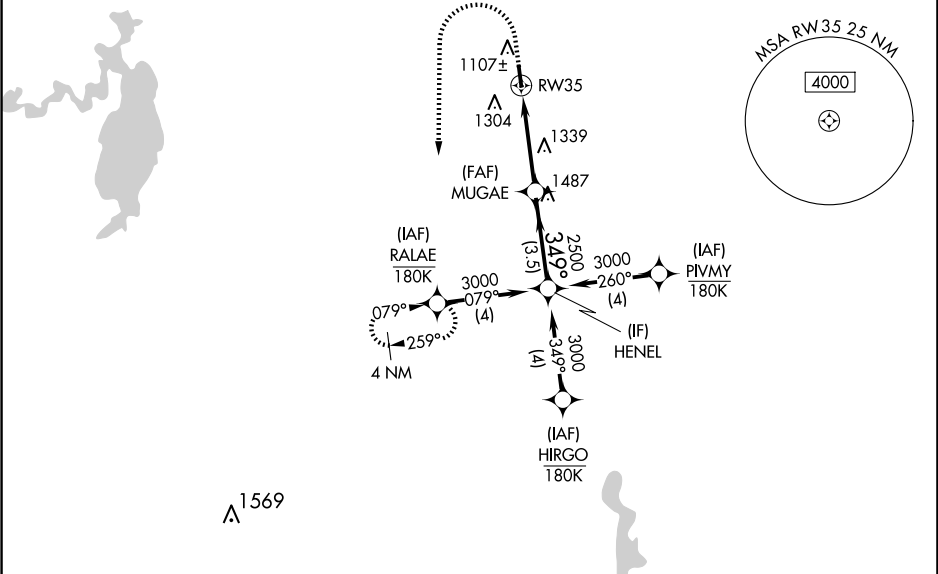 MSA RW35 25 NM
4000
1107±
RW35
1304
1339
(FAF)
MUGAE
1487
(IAF)
RALAE
180K
3000
079°
(4)
079°
259°
4 NM
2500
349°
(3.5)
3000
260°
(4)
(IAF)
PIVMY
180K
(IF)
HENEL
3000
349°
(4)
(IAF)
HIRGO
180K
1569